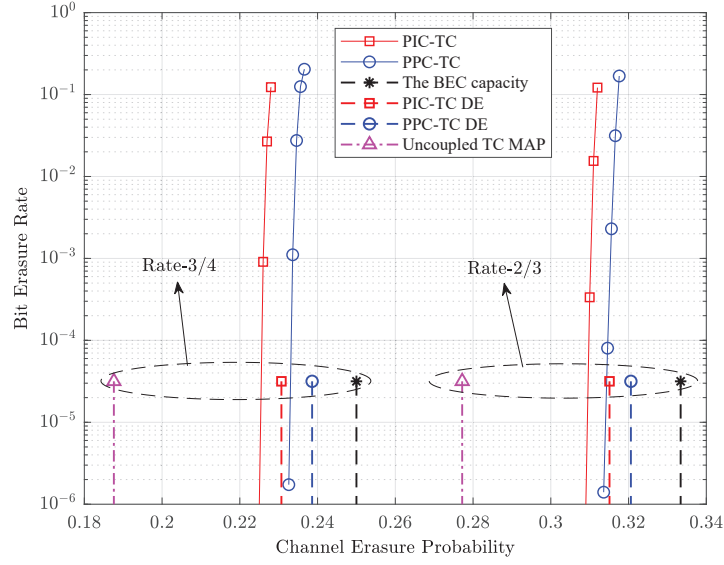 PIC-TC
PPC-TC
The BEC capacity
PIC-TC DE
PPC-TC DE
Uncoupled TC MAP
Rate-3/4
Rate-2/3
Bit Erasure Rate
10^0
10^-1
10^-2
10^-3
10^-4
10^-5
10^-6
0.18 0.2 0.22 0.24 0.26 0.28 0.3 0.32 0.34
Channel Erasure Probability